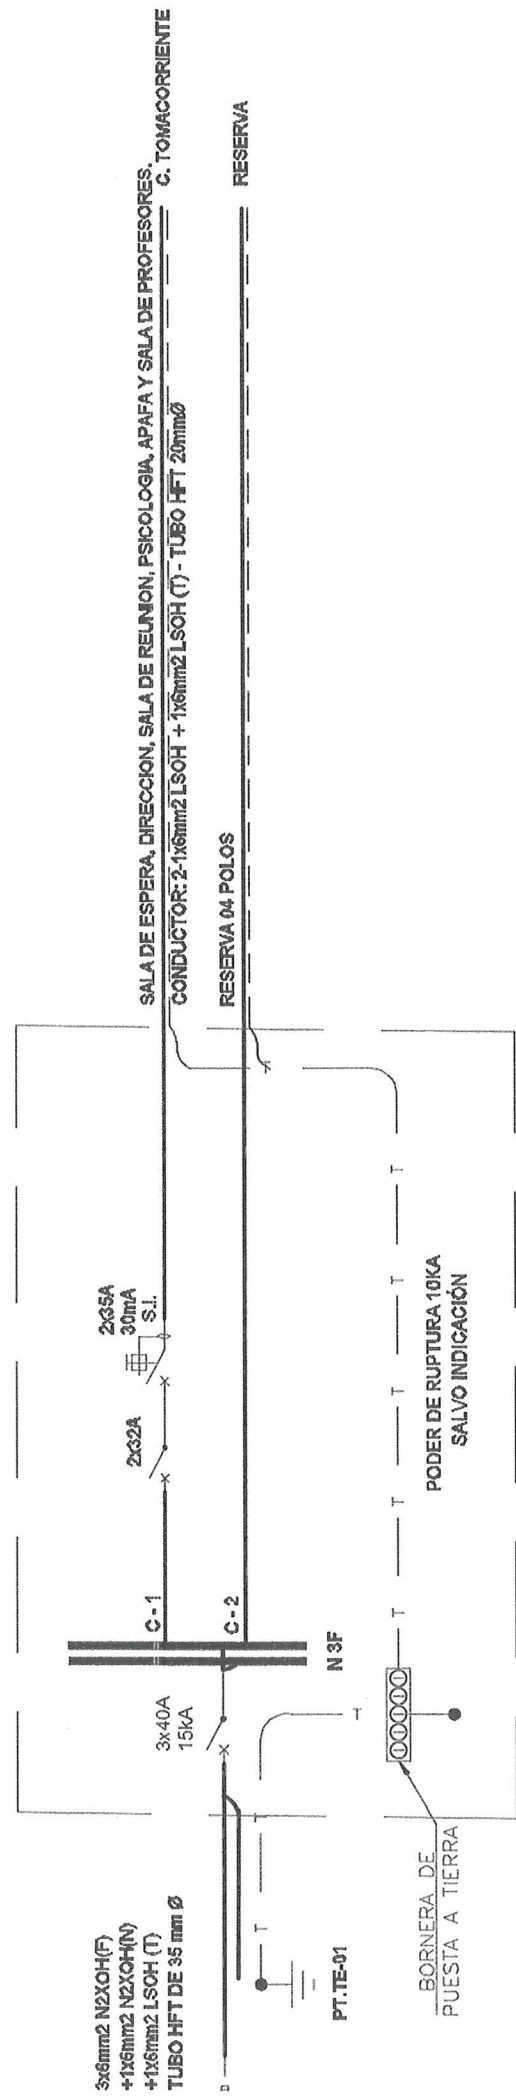 3x6mm2 N2XOH(F)
+1x6mm2 N2XOH(N)
+1x6mm2 LSOH (T)
TUBO HFT DE 35 mm Ø
D
T
T
T
PT.TE-01
3x40A
15kA
N 3F
C - 1
C - 2
2x32A
2x35A
30mA
S.I.
SALA DE ESPERA, DIRECCION, SALA DE REUNION, PSICOLOGIA, APAFA Y SALA DE PROFESORES.
C. TOMACORRIENTE
CONDUCTOR: 2-1x6mm2 LSOH + 1x6mm2 LSOH (T) - TUBO HFT 20mmØ
RESERVA 04 POLOS
RESERVA
T
T
T
T
T
PODER DE RUPTURA 10KA
SALVO INDICACIÓN
BORNERA DE
PUESTA A TIERRA